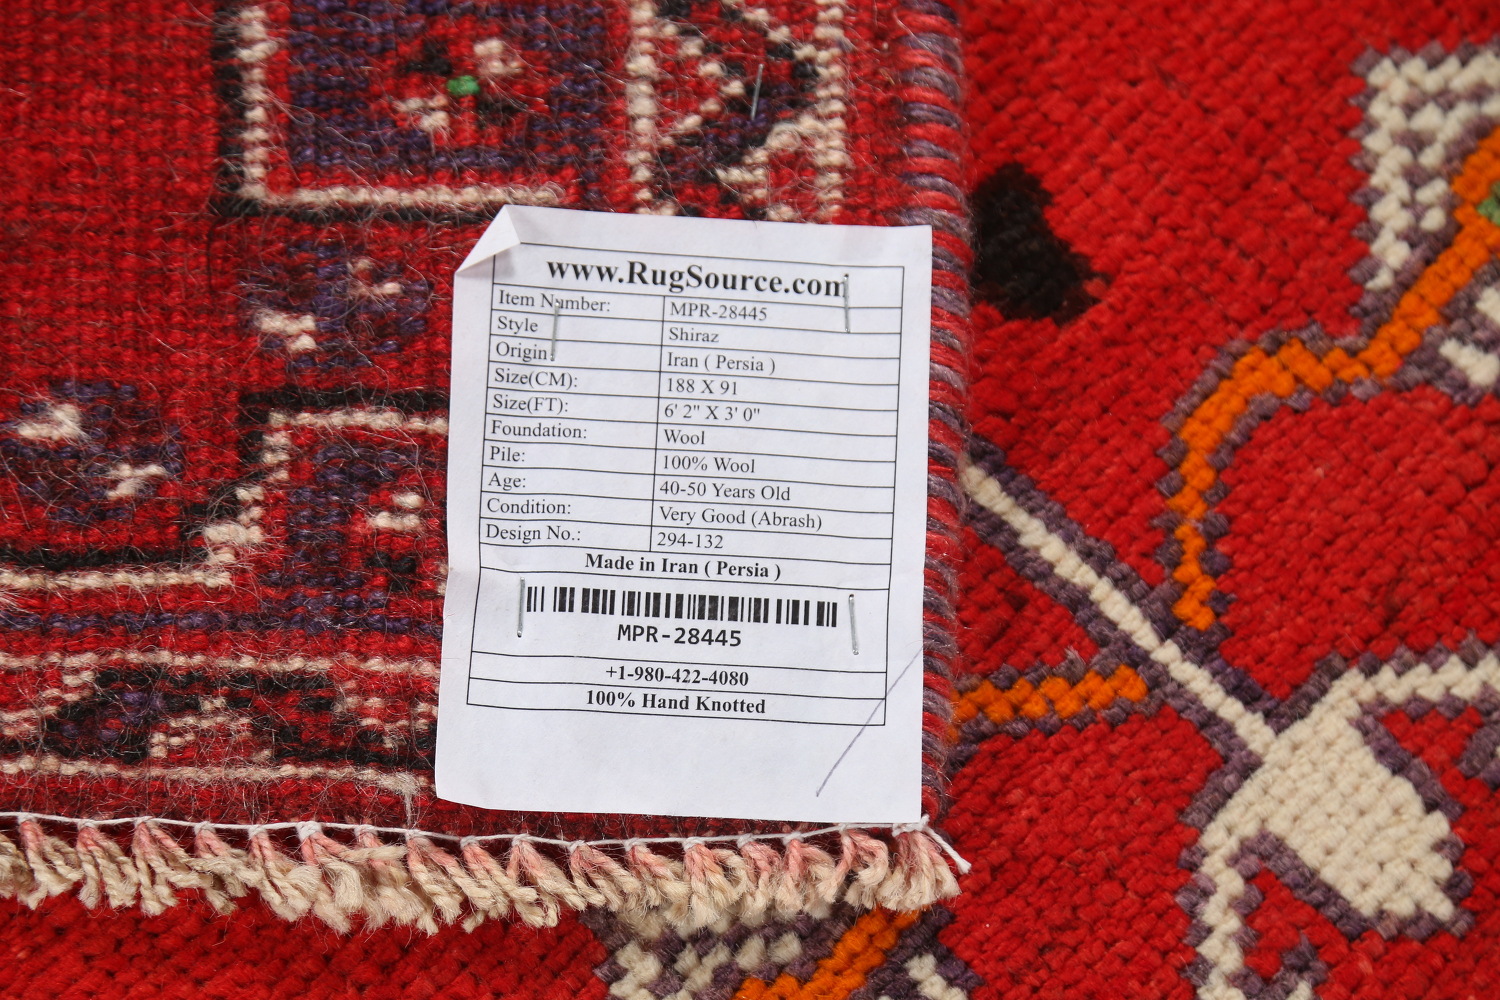 www.RugSource.com
Item Number: MPR-28445
Style Shiraz
Origin: Iran ( Persia )
Size(CM): 188 X 91
Size(FT): 6' 2" X 3' 0"
Foundation: Wool
Pile: 100% Wool
Age: 40-50 Years Old
Condition: Very Good (Abrash)
Design No.: 294-132
Made in Iran ( Persia )
MPR-28445
+1-980-422-4080
100% Hand Knotted